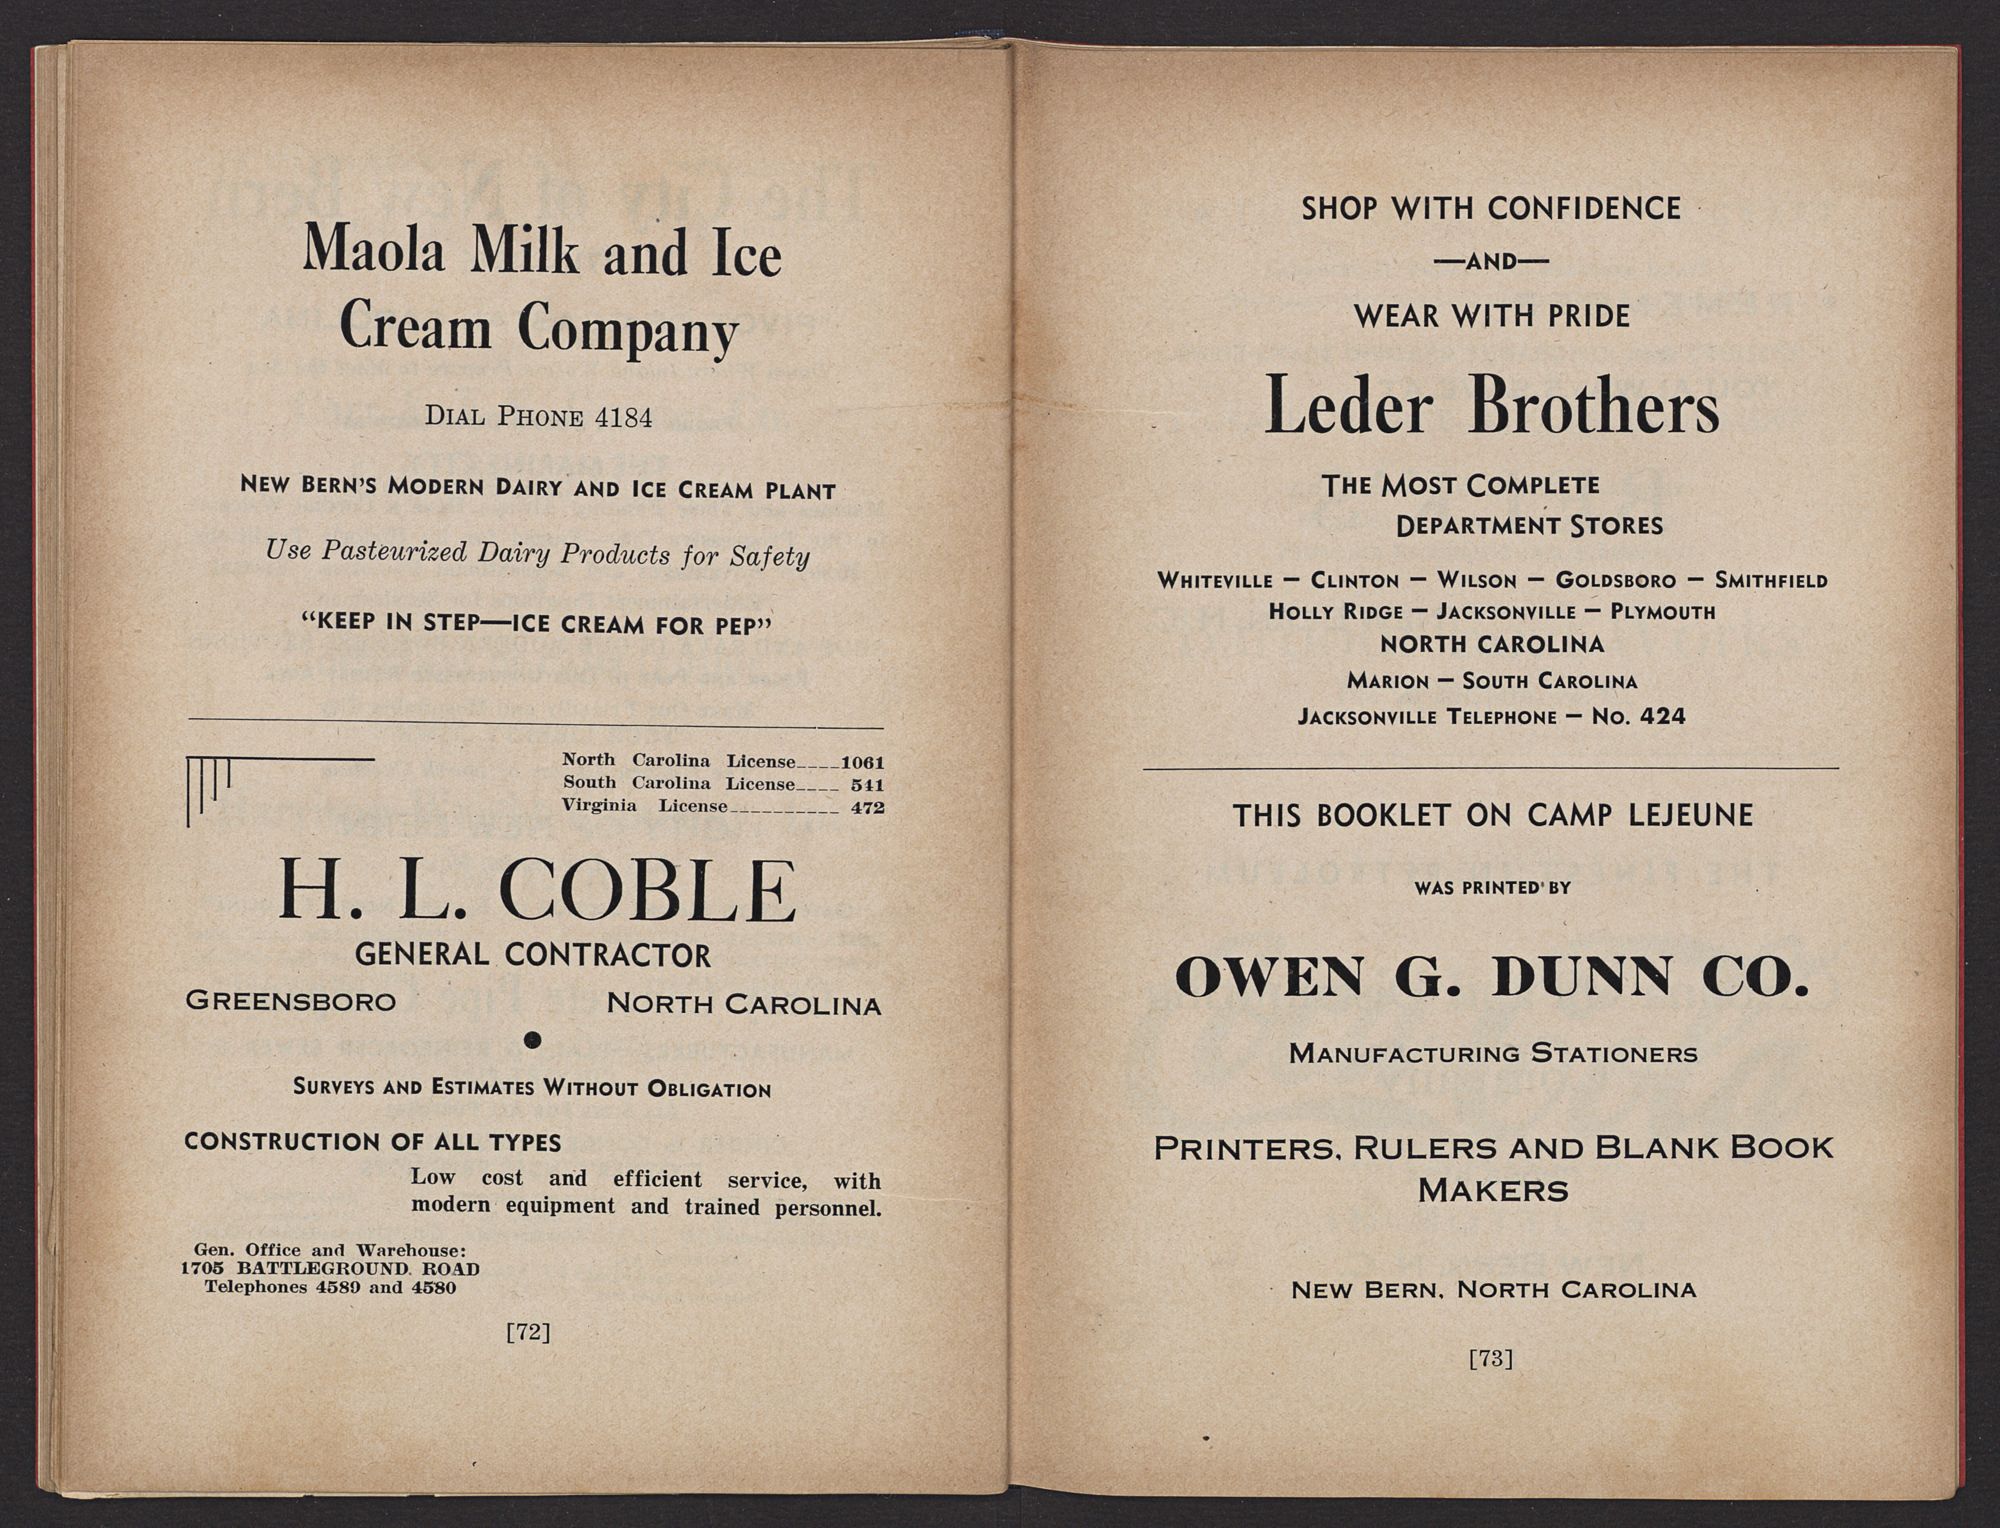 Maola Milk and Ice
Cream Company
DIAL PHONE 4184
NEW BERN'S MODERN DAIRY AND ICE CREAM PLANT
Use Pasteurized Dairy Products for Safety
"KEEP IN STEP—ICE CREAM FOR PEP"
North Carolina License____1061
South Carolina License____ 541
Virginia License__________ 472
H. L. COBLE
GENERAL CONTRACTOR
GREENSBORO NORTH CAROLINA
SURVEYS AND ESTIMATES WITHOUT OBLIGATION
CONSTRUCTION OF ALL TYPES
Low cost and efficient service, with
modern equipment and trained personnel.
Gen. Office and Warehouse:
1705 BATTLEGROUND. ROAD
Telephones 4589 and 4580
[72]
SHOP WITH CONFIDENCE
—AND—
WEAR WITH PRIDE
Leder Brothers
THE MOST COMPLETE
DEPARTMENT STORES
WHITEVILLE — CLINTON — WILSON — GOLDSBORO — SMITHFIELD
HOLLY RIDGE — JACKSONVILLE — PLYMOUTH
NORTH CAROLINA
MARION — SOUTH CAROLINA
JACKSONVILLE TELEPHONE — NO. 424
THIS BOOKLET ON CAMP LEJEUNE
WAS PRINTED BY
OWEN G. DUNN CO.
MANUFACTURING STATIONERS
PRINTERS, RULERS AND BLANK BOOK
MAKERS
NEW BERN, NORTH CAROLINA
[73]